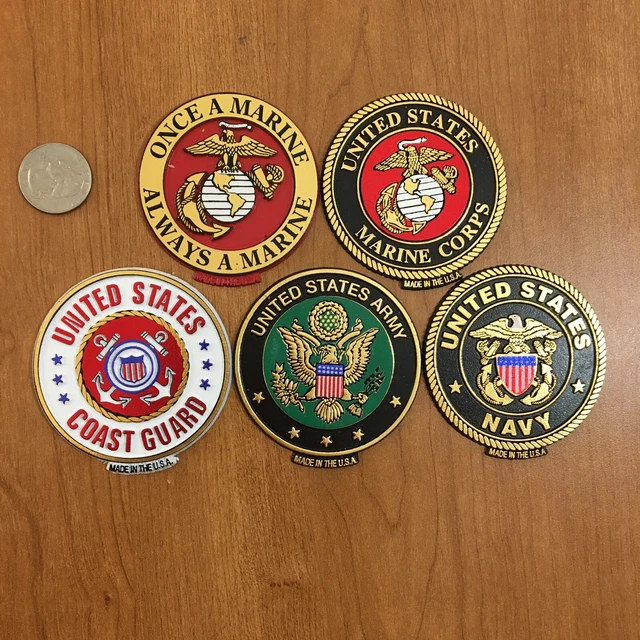 ONCE A MARINE
ALWAYS A MARINE
UNITED STATES
MARINE CORPS
MADE IN THE U.S.A.
UNITED STATES
COAST GUARD
MADE IN THE U.S.A.
UNITED STATES ARMY
MADE IN THE U.S.A
UNITED STATES
NAVY
MADE IN THE U.S.A